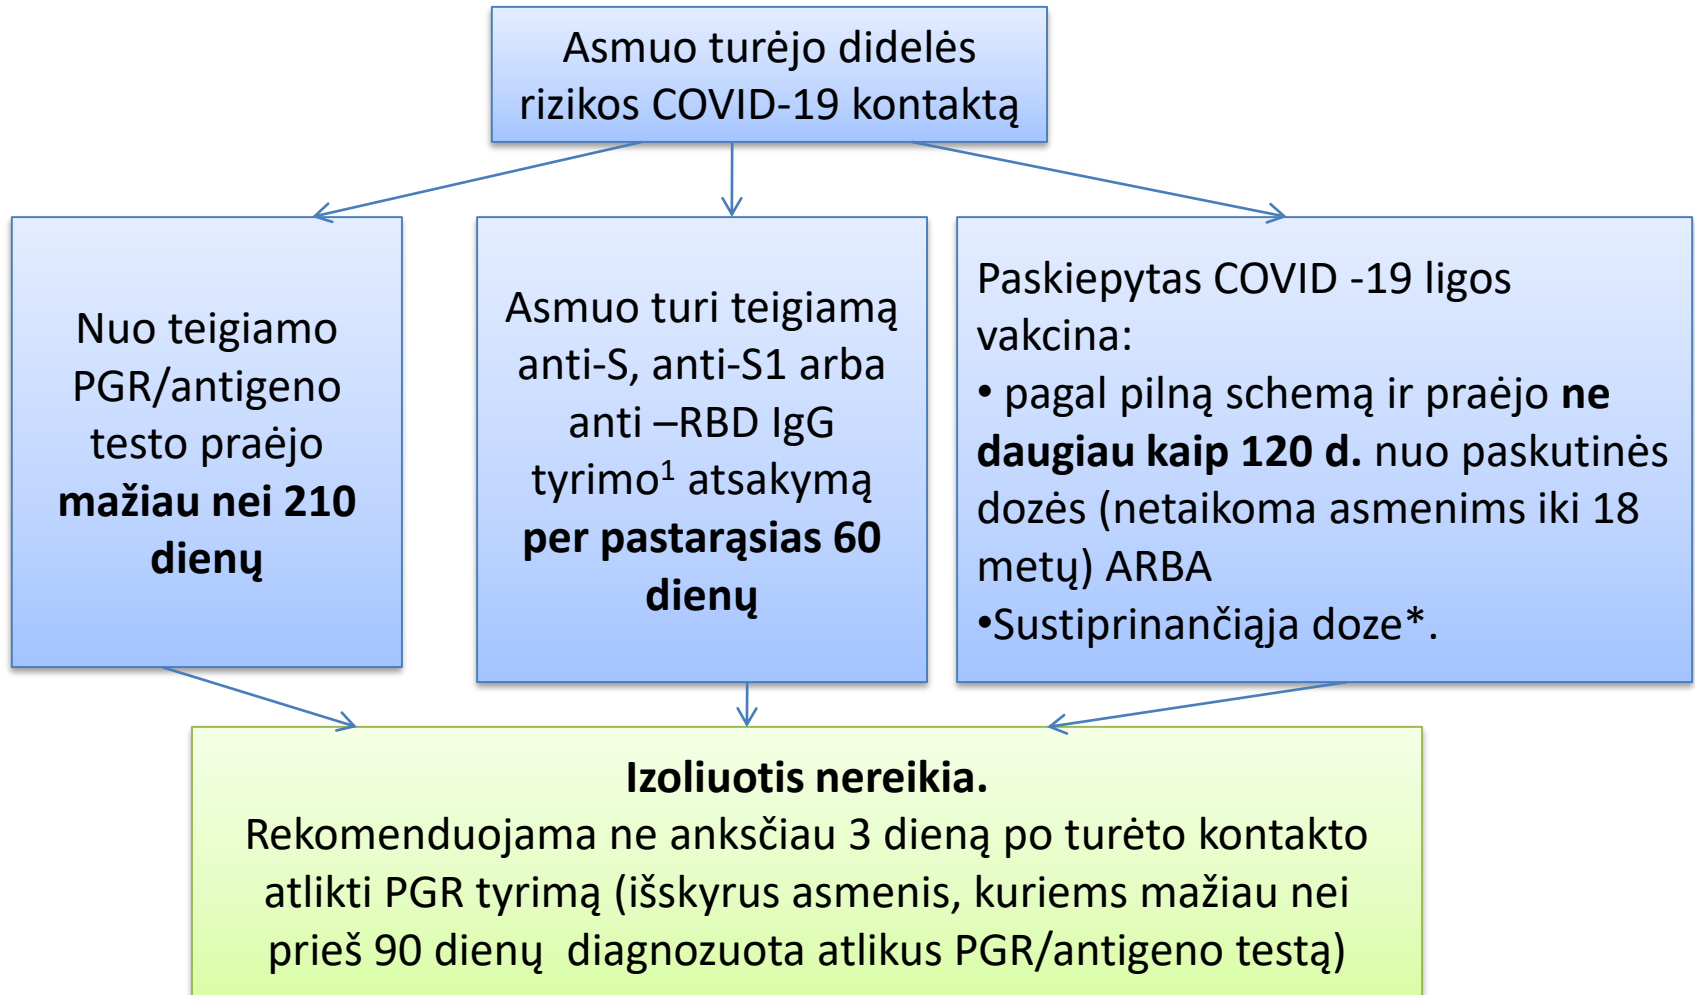 Asmuo turėjo didelės
rizikos COVID-19 kontaktą
Nuo teigiamo
PGR/antigeno
testo praėjo
mažiau nei 210
dienų
Asmuo turi teigiamą
anti-S, anti-S1 arba
anti –RBD IgG
tyrimo¹ atsakymą
per pastarąsias 60
dienų
Paskiepytas COVID -19 ligos
vakcina:
• pagal pilną schemą ir praėjo ne
daugiau kaip 120 d. nuo paskutinės
dozės (netaikoma asmenims iki 18
metų) ARBA
•Sustiprinančiąja doze*.
Izoliuotis nereikia.
Rekomenduojama ne anksčiau 3 dieną po turėto kontakto
atlikti PGR tyrimą (išskyrus asmenis, kuriems mažiau nei
prieš 90 dienų  diagnozuota atlikus PGR/antigeno testą)